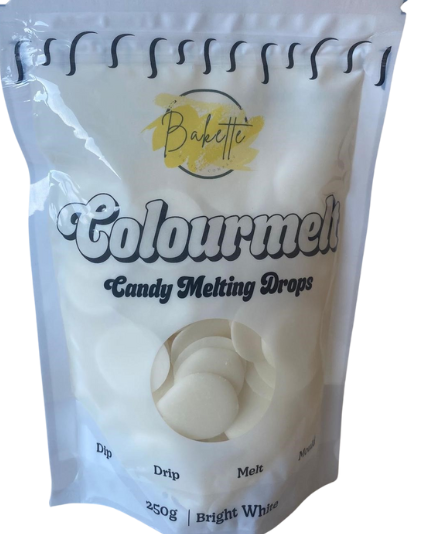 Bakette
Colourmelt
Candy Melting Drops
Dip Drip Melt Mould
250g | Bright White